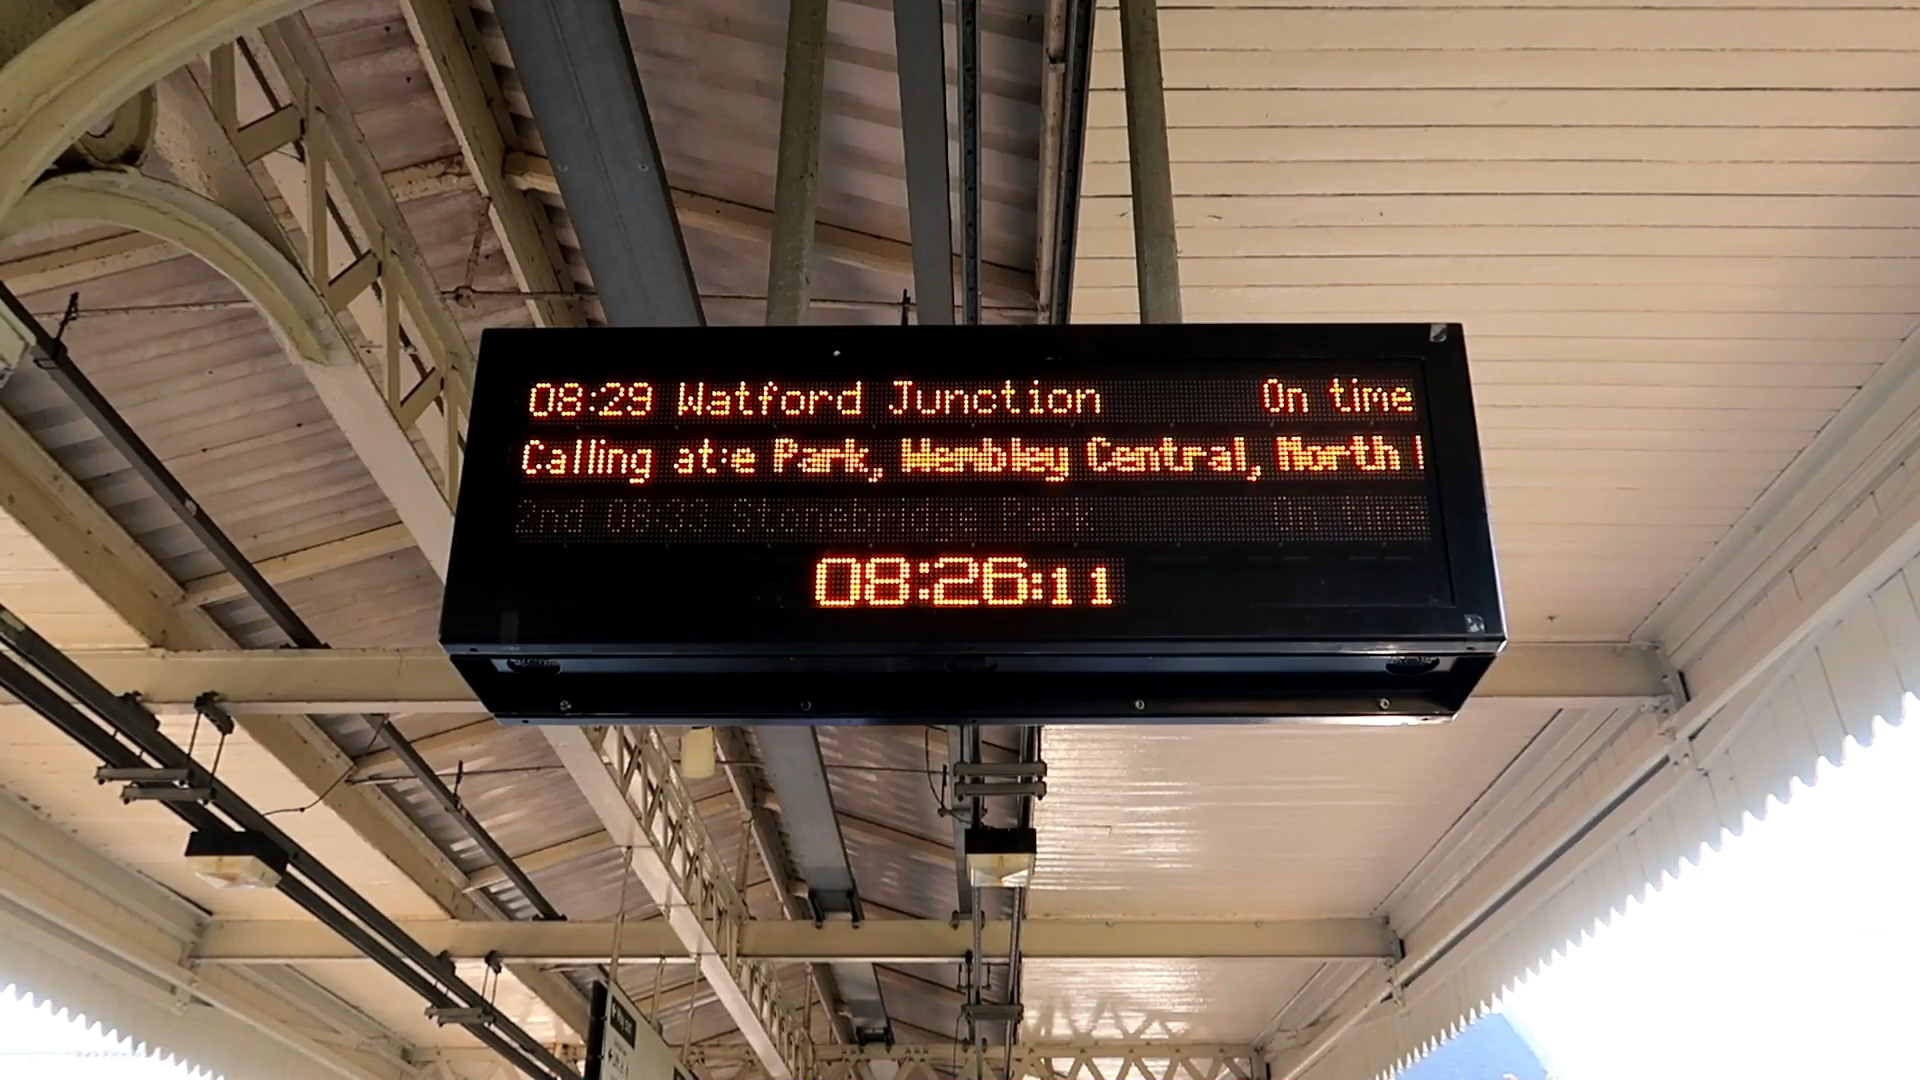 08:29 Watford Junction On time
Calling at:e Park, Wembley Central, North
2nd 08:33 Stonebridge Park On time
08:26:11